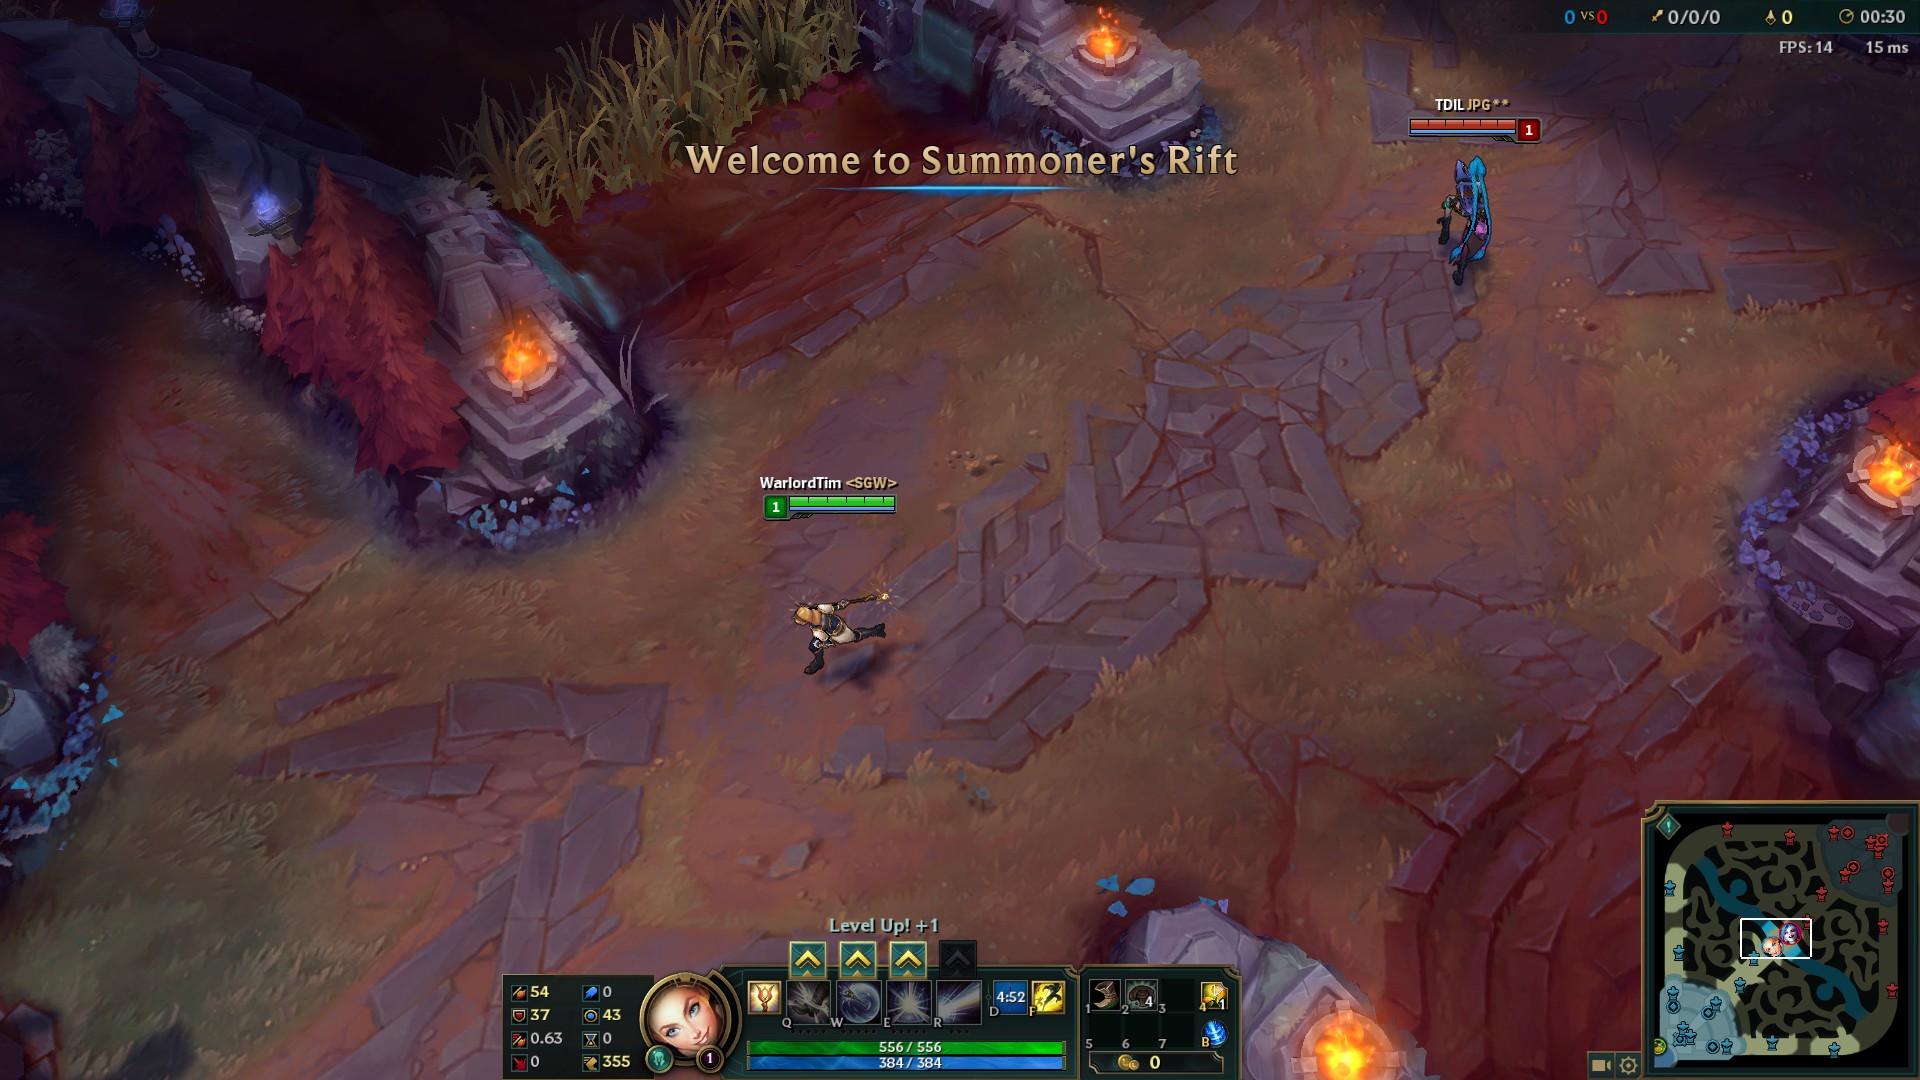 0 VS 0 0/0/0 0 00:30
FPS: 14 15 ms
TDIL JPG**
1
Welcome to Summoner's Rift
WarlordTim <SGW>
1
Level Up! +1
54 0
37 43
0.63 0
0 355
1
Q W E R
4:52
D F
1 2 4 3 4 1
5 6 7 B
556 / 556
384 / 384
0